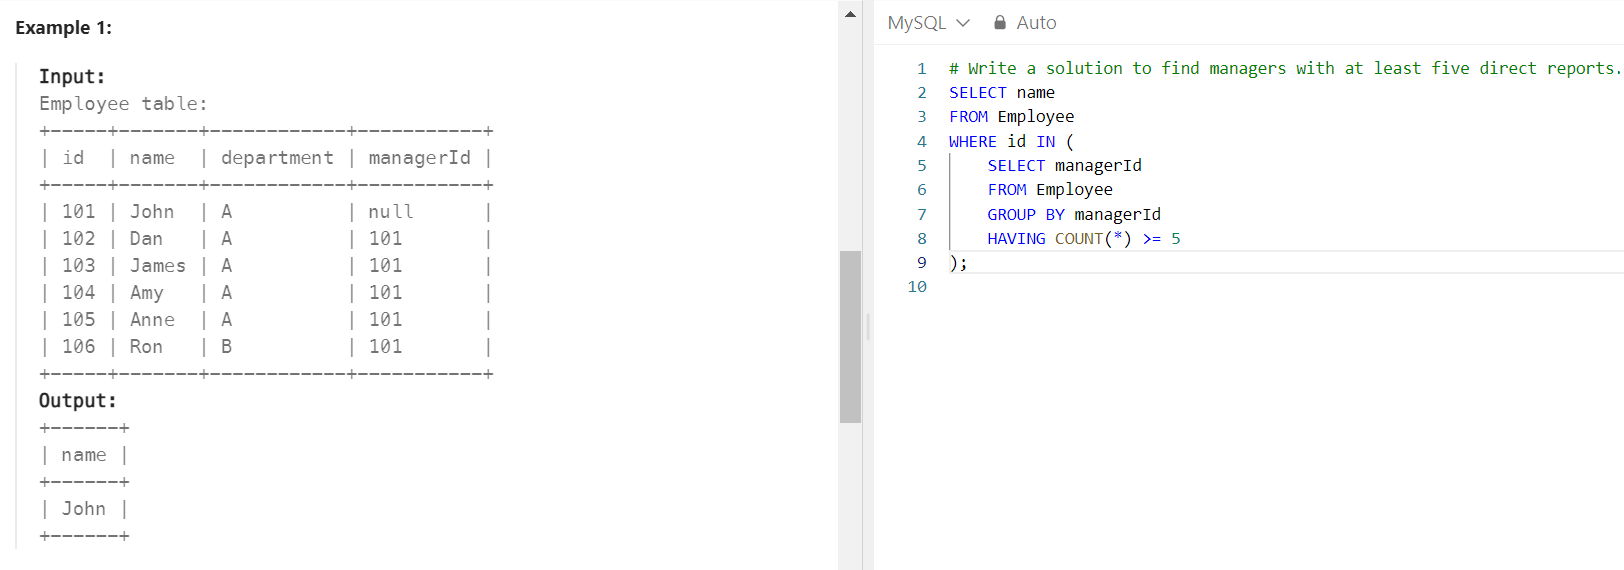 Example 1:
Input:
Employee table:
+------+-------+------------+-----------+
| id   | name  | department | managerId |
+------+-------+------------+-----------+
| 101 | John  | A          | null      |
| 102 | Dan   | A          | 101       |
| 103 | James | A          | 101       |
| 104 | Amy   | A          | 101       |
| 105 | Anne  | A          | 101       |
| 106 | Ron   | B          | 101       |
+------+-------+------------+-----------+
Output:
+------+
| name |
+------+
| John |
+------+
MySQL Auto
1 # Write a solution to find managers with at least five direct reports.
2 SELECT name
3 FROM Employee
4 WHERE id IN (
5     SELECT managerId
6     FROM Employee
7     GROUP BY managerId
8     HAVING COUNT(*) >= 5
9 );
10